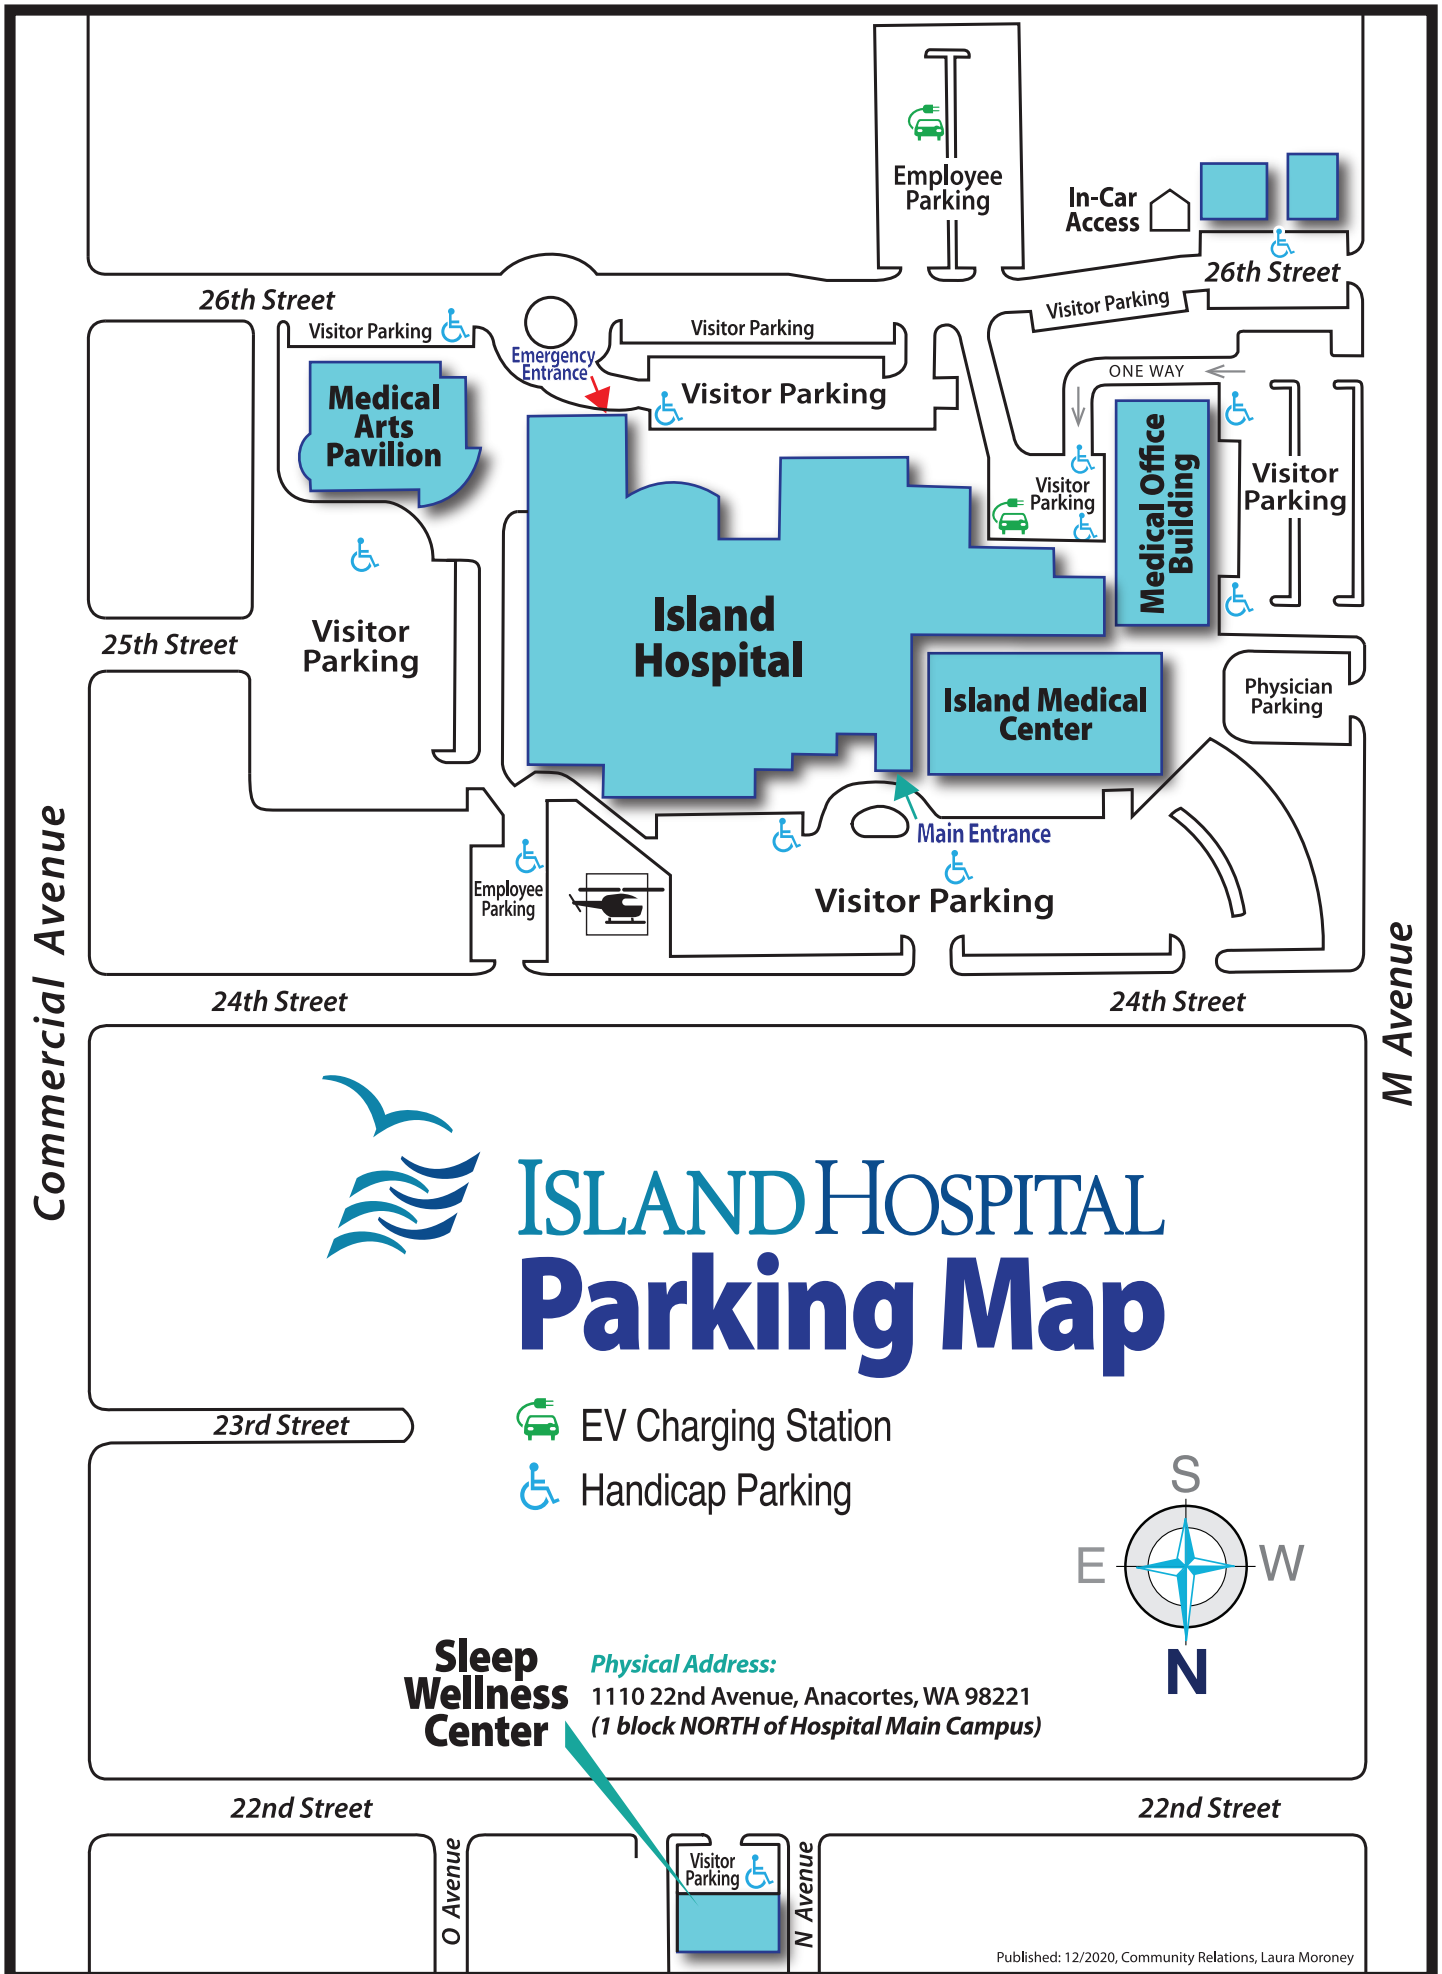 Employee
Parking
In-Car
Access
26th Street
26th Street
Visitor Parking
Visitor Parking
Visitor Parking
Emergency
Entrance
Visitor Parking
ONE WAY
Medical
Arts
Pavilion
Visitor
Parking
Medical Office
Building
Visitor
Parking
25th Street
Visitor
Parking
Island
Hospital
Island Medical
Center
Physician
Parking
Main Entrance
Employee
Parking
Visitor Parking
Commercial Avenue
M Avenue
24th Street
24th Street
ISLAND HOSPITAL
Parking Map
23rd Street
EV Charging Station
Handicap Parking
S
E
W
N
Sleep
Wellness
Center
Physical Address:
1110 22nd Avenue, Anacortes, WA 98221
(1 block NORTH of Hospital Main Campus)
22nd Street
22nd Street
O Avenue
Visitor
Parking
N Avenue
Published: 12/2020, Community Relations, Laura Moroney